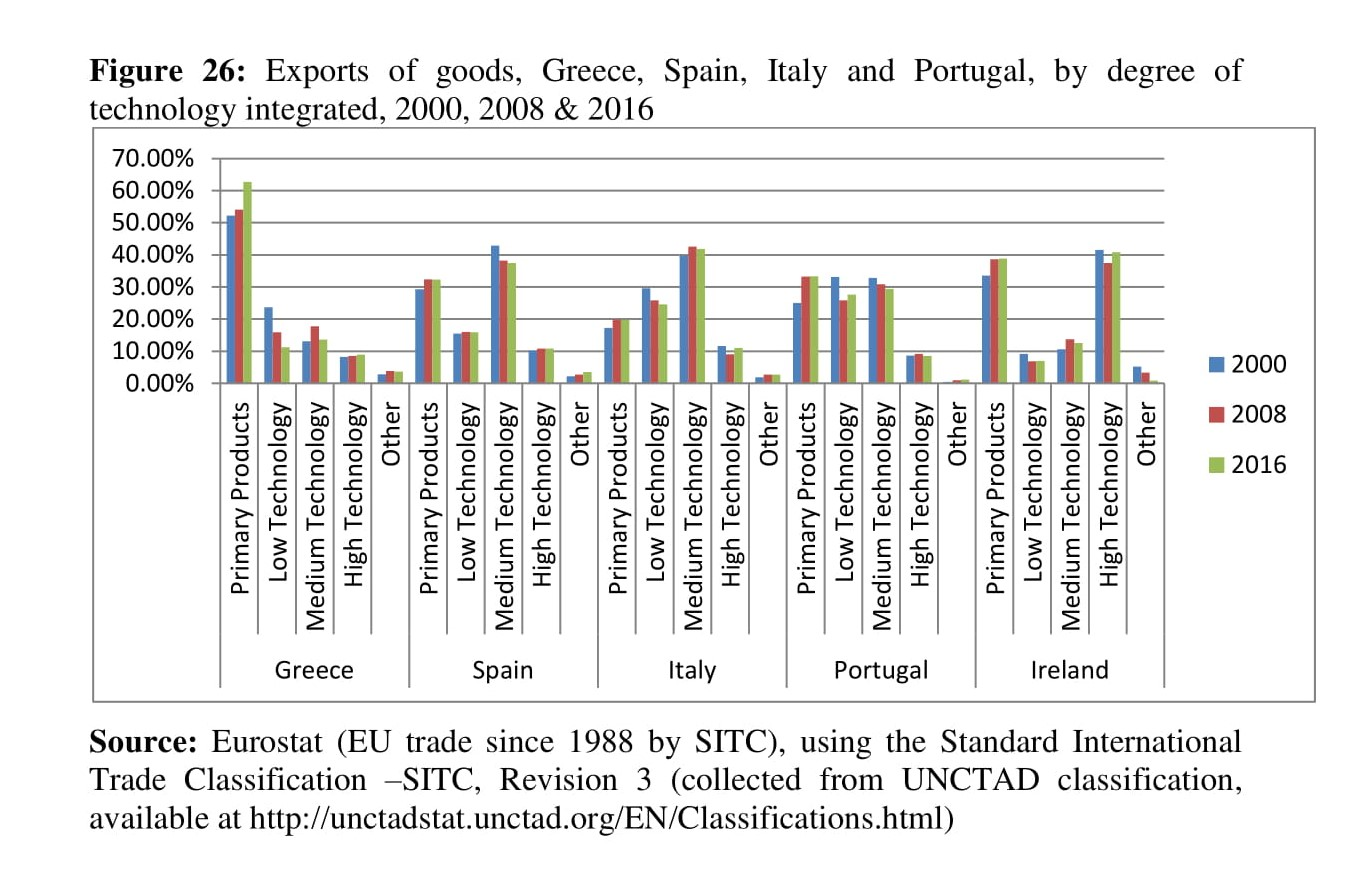 Figure 26: Exports of goods, Greece, Spain, Italy and Portugal, by degree of
technology integrated, 2000, 2008 & 2016
70.00%
60.00%
50.00%
40.00%
30.00%
20.00%
10.00%
0.00%
2000
2008
2016
Primary Products
Low Technology
Medium Technology
High Technology
Other
Primary Products
Low Technology
Medium Technology
High Technology
Other
Primary Products
Low Technology
Medium Technology
High Technology
Other
Primary Products
Low Technology
Medium Technology
High Technology
Other
Primary Products
Low Technology
Medium Technology
High Technology
Other
Greece
Spain
Italy
Portugal
Ireland
Source: Eurostat (EU trade since 1988 by SITC), using the Standard International
Trade Classification –SITC, Revision 3 (collected from UNCTAD classification,
available at http://unctadstat.unctad.org/EN/Classifications.html)